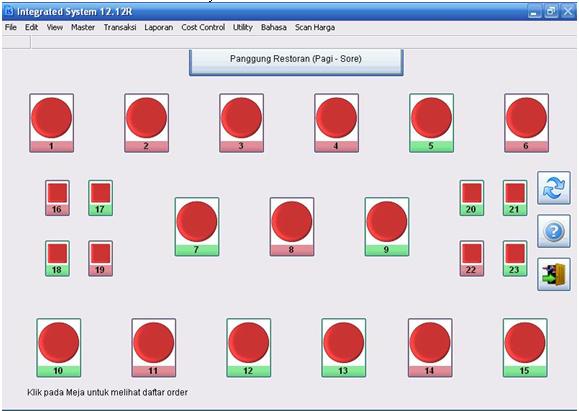 Integrated System 12.12R
File Edit View Master Transaksi Laporan Cost Control Utility Bahasa Scan Harga
Panggung Restoran (Pagi - Sore)
1 2 3 4 5 6
16 17 20 21
7 8 9
18 19 22 23
10 11 12 13 14 15
Klik pada Meja untuk melihat daftar order